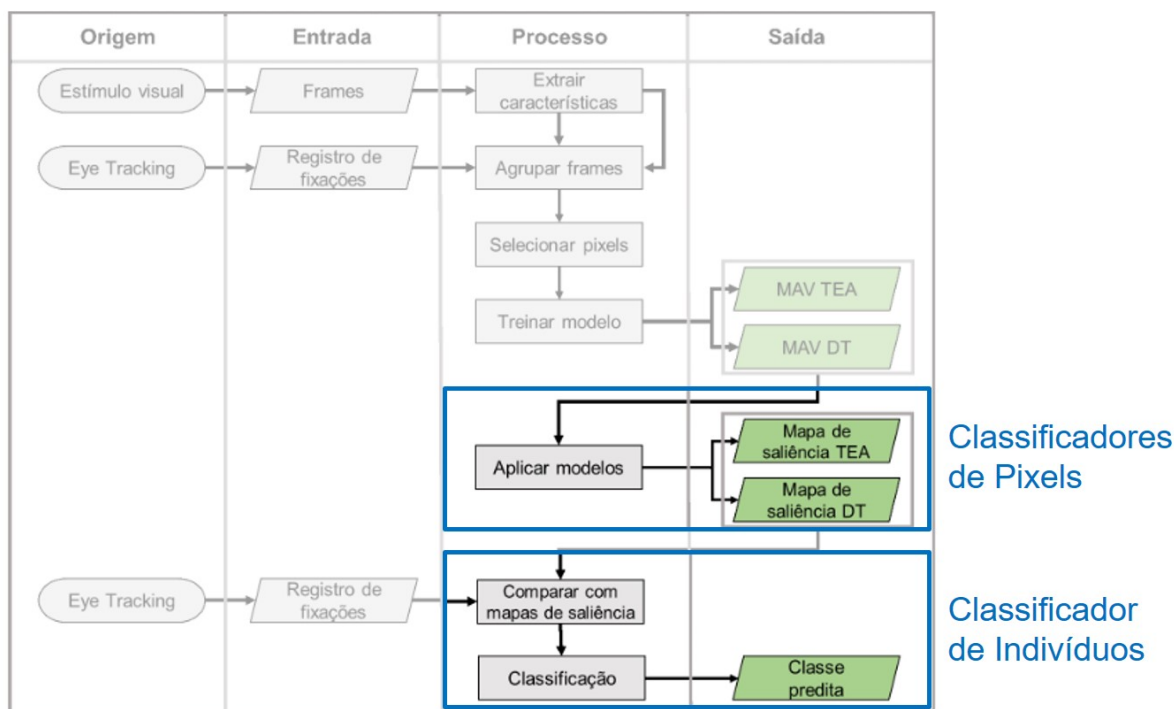 Origem
Entrada
Processo
Saída
Estímulo visual
Frames
Extrair
características
Eye Tracking
Registro de
fixações
Agrupar frames
Selecionar pixels
Treinar modelo
MAV TEA
MAV DT
Aplicar modelos
Mapa de
saliência TEA
Mapa de
saliência DT
Classificadores
de Pixels
Eye Tracking
Registro de
fixações
Comparar com
mapas de saliência
Classificação
Classe
predita
Classificador
de Indivíduos